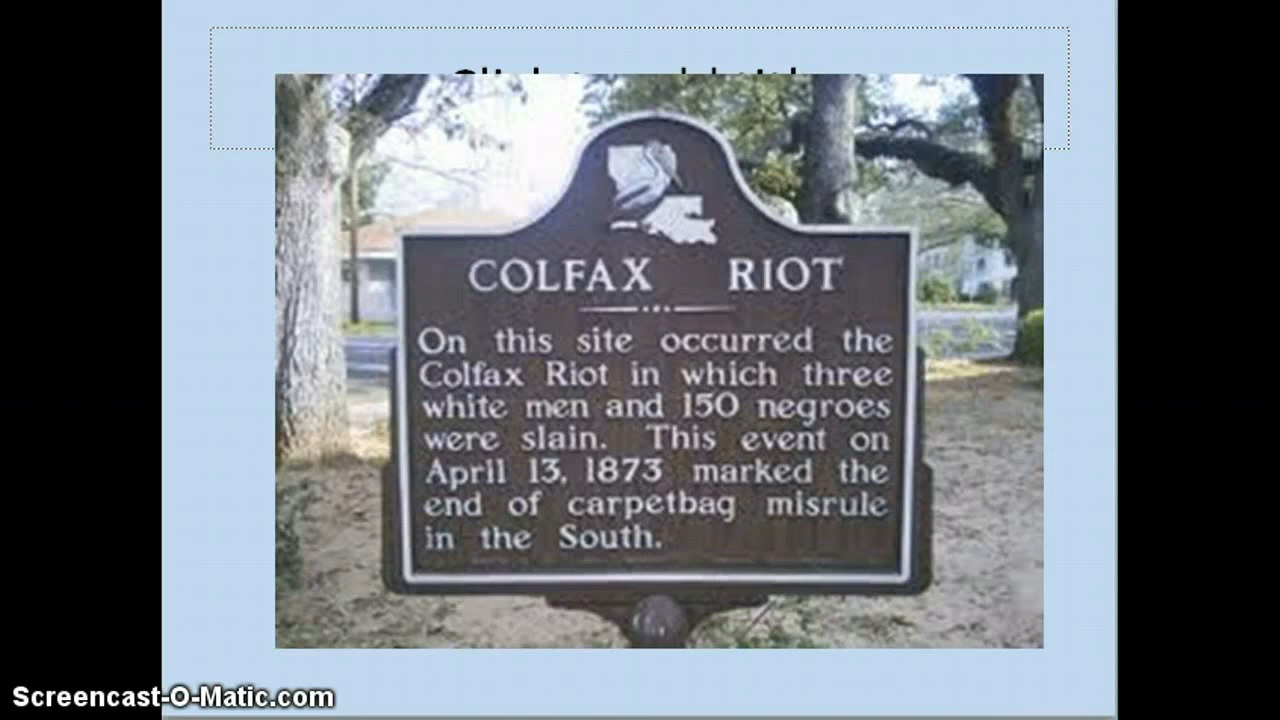 COLFAX RIOT
On this site occurred the
Colfax Riot in which three
white men and 150 negroes
were slain. This event on
April 13, 1873 marked the
end of carpetbag misrule
in the South.
Screencast-O-Matic.com